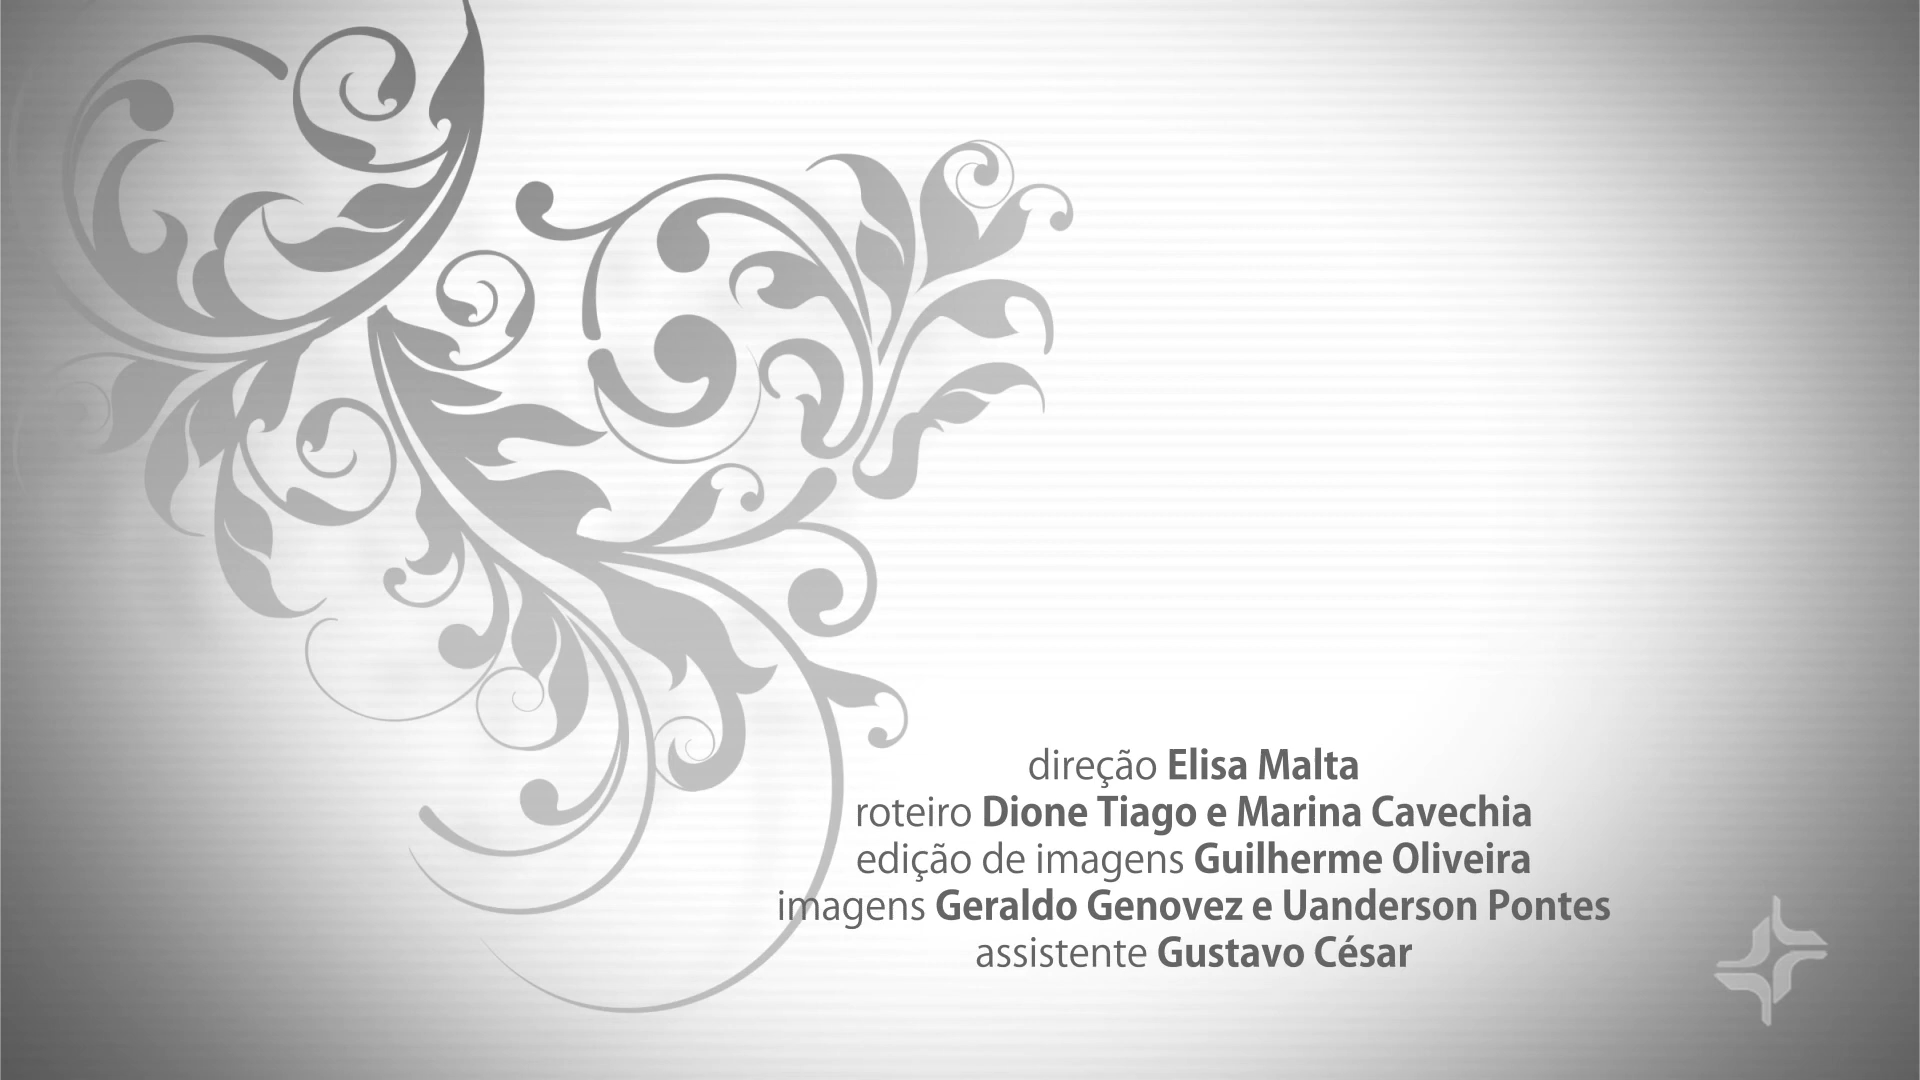 direção Elisa Malta
roteiro Dione Tiago e Marina Cavechia
edição de imagens Guilherme Oliveira
imagens Geraldo Genovez e Uanderson Pontes
assistente Gustavo César